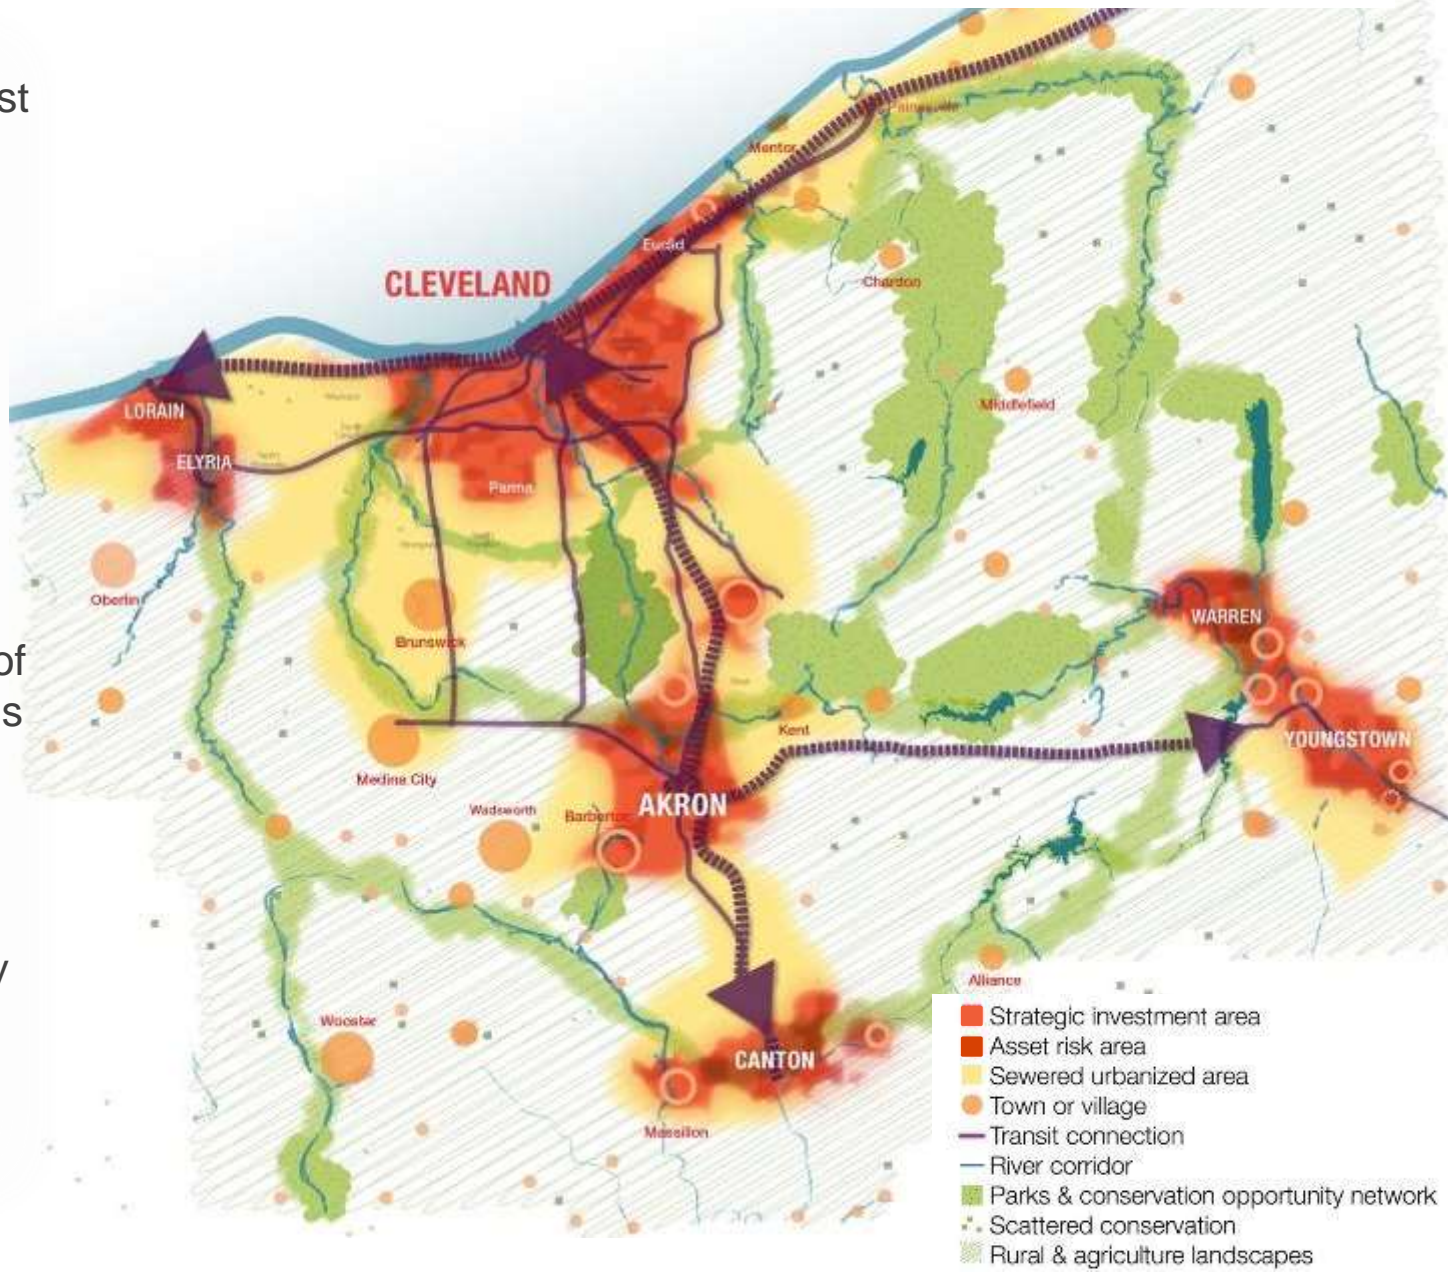 st
of
s
y
Painesville
Mentor
Euclid
CLEVELAND
Chardon
LORAIN
Middlefield
ELYRIA
Parma
Oberlin
WARREN
Brunswick
Kent
YOUNGSTOWN
Medina City
Wadsworth
AKRON
Barberton
Alliance
Wooster
CANTON
Massillon
Strategic investment area
Asset risk area
Sewered urbanized area
Town or village
Transit connection
River corridor
Parks & conservation opportunity network
Scattered conservation
Rural & agriculture landscapes